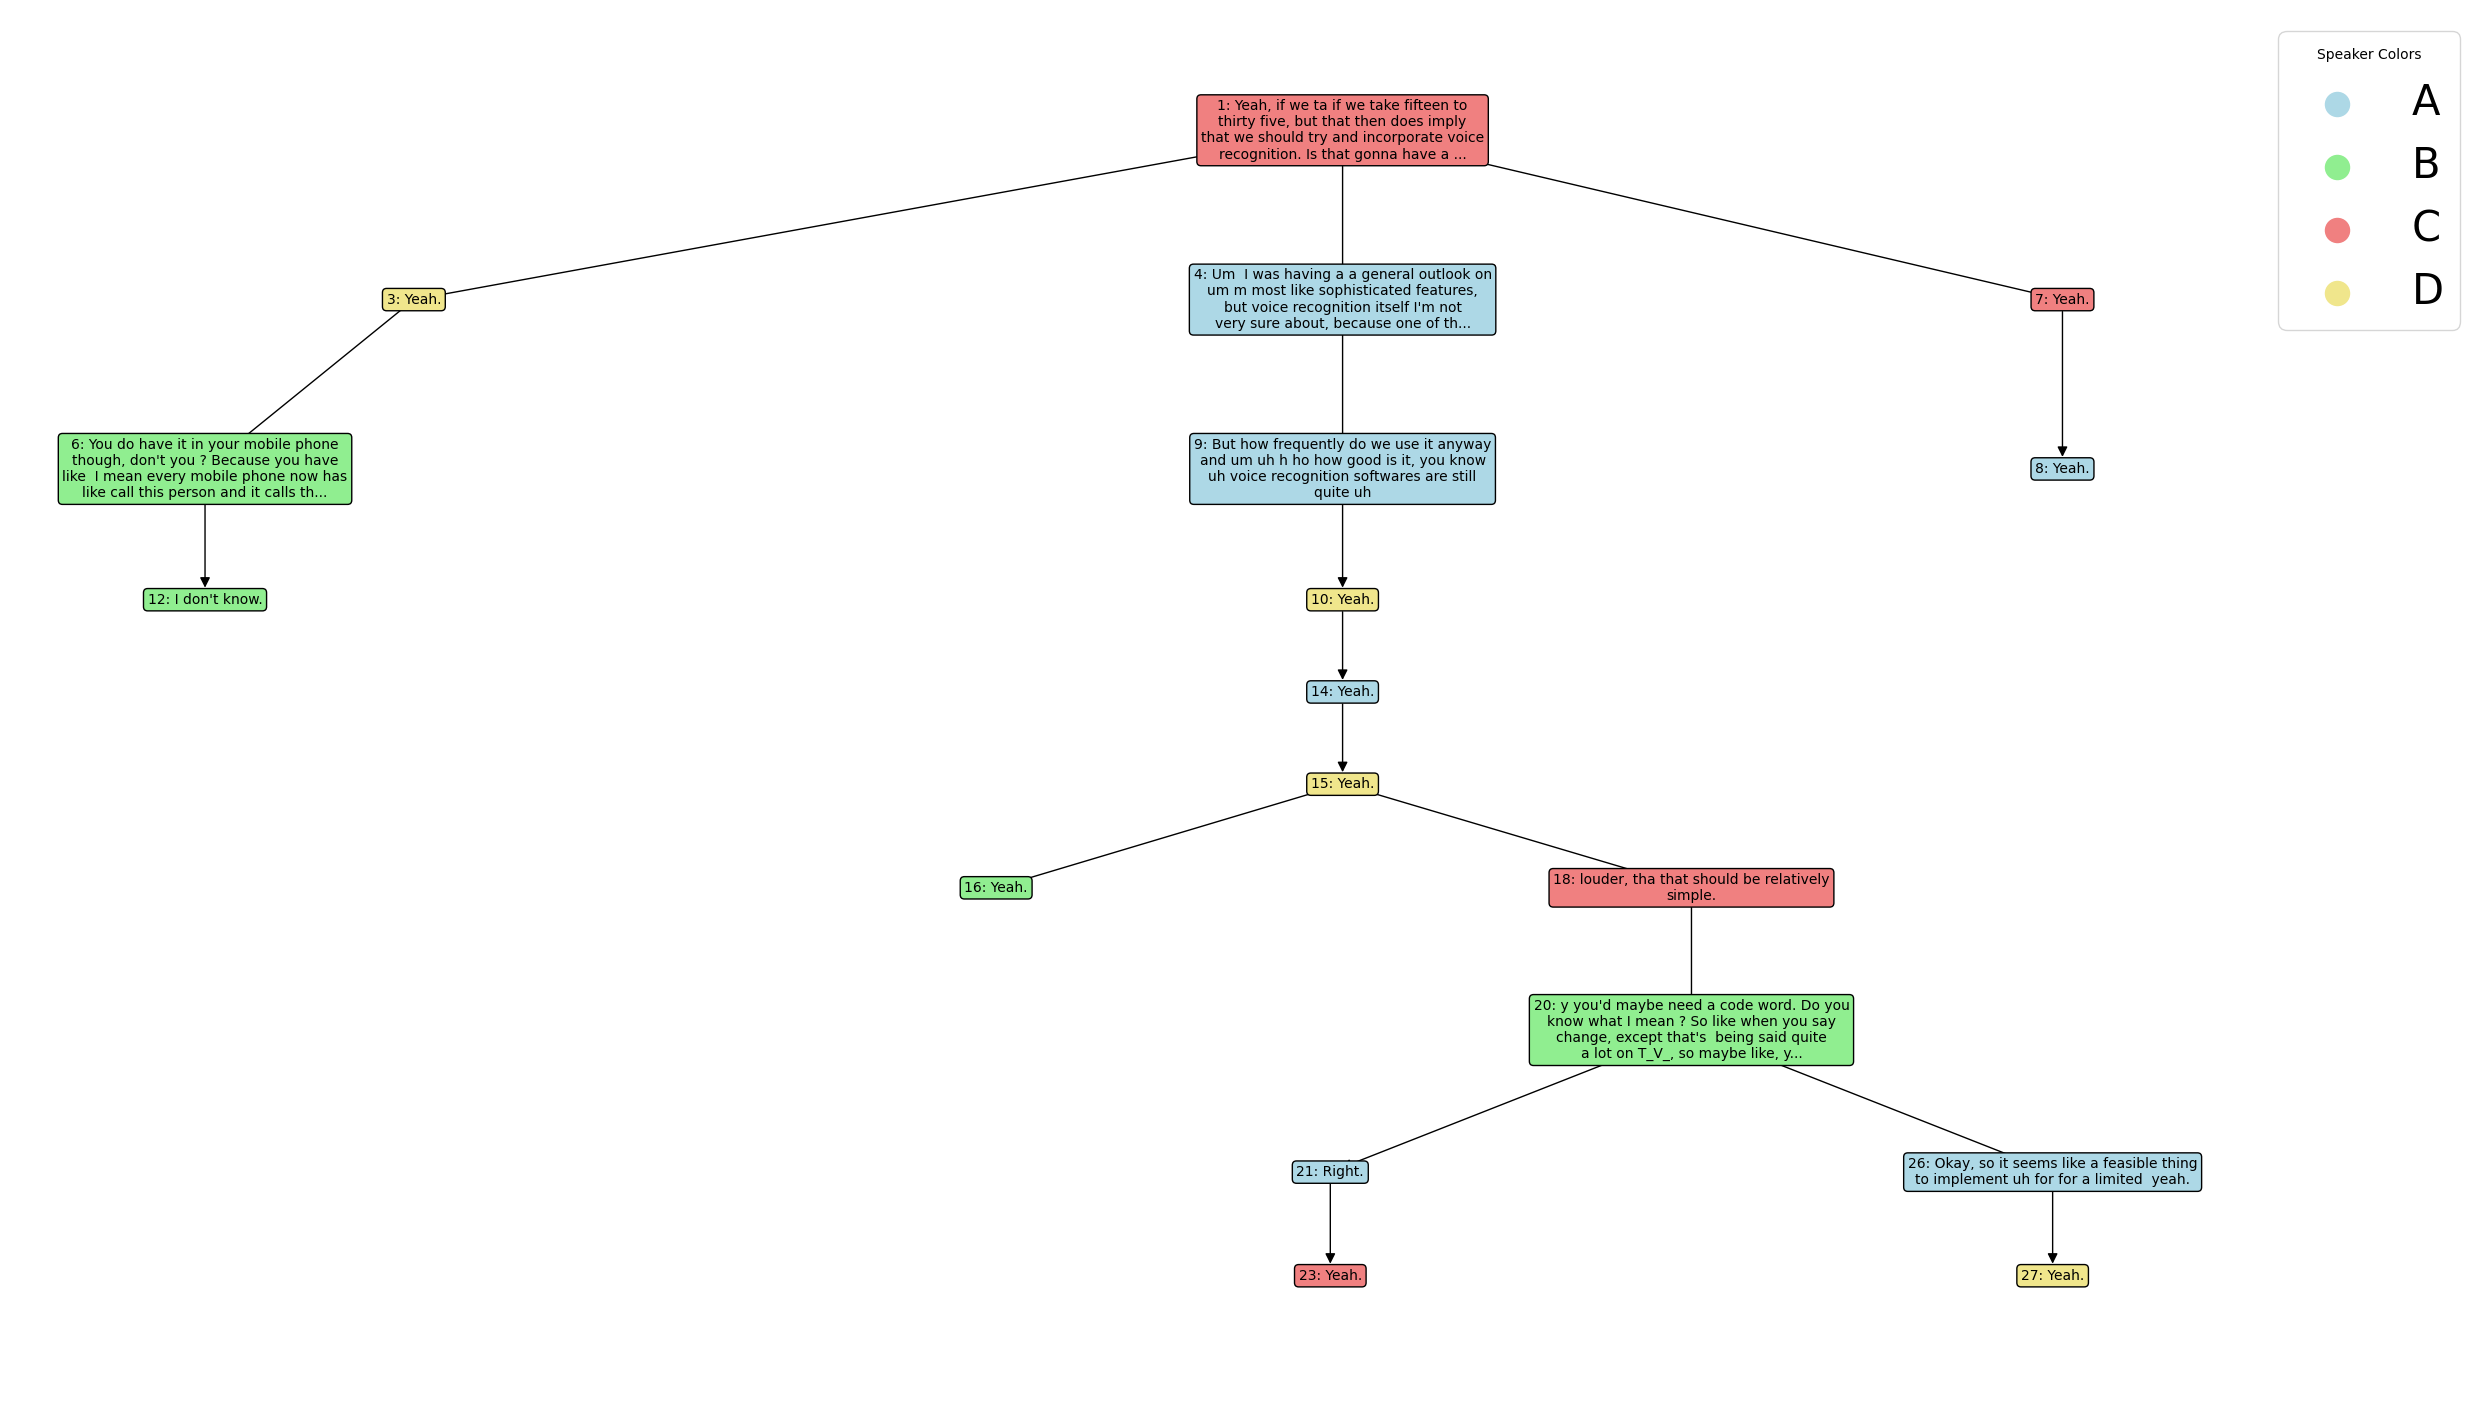 Speaker Colors
A
B
C
D
1: Yeah, if we ta if we take fifteen to
thirty five, but that then does imply
that we should try and incorporate voice
recognition. Is that gonna have a ...
3: Yeah.
4: Um  I was having a a general outlook on
um m most like sophisticated features,
but voice recognition itself I'm not
very sure about, because one of th...
7: Yeah.
6: You do have it in your mobile phone
though, don't you ? Because you have
like  I mean every mobile phone now has
like call this person and it calls th...
9: But how frequently do we use it anyway
and um uh h ho how good is it, you know
uh voice recognition softwares are still
quite uh
8: Yeah.
12: I don't know.
10: Yeah.
14: Yeah.
15: Yeah.
16: Yeah.
18: louder, tha that should be relatively
simple.
20: y you'd maybe need a code word. Do you
know what I mean ? So like when you say
change, except that's  being said quite
a lot on T_V_, so maybe like, y...
21: Right.
26: Okay, so it seems like a feasible thing
to implement uh for for a limited  yeah.
23: Yeah.
27: Yeah.